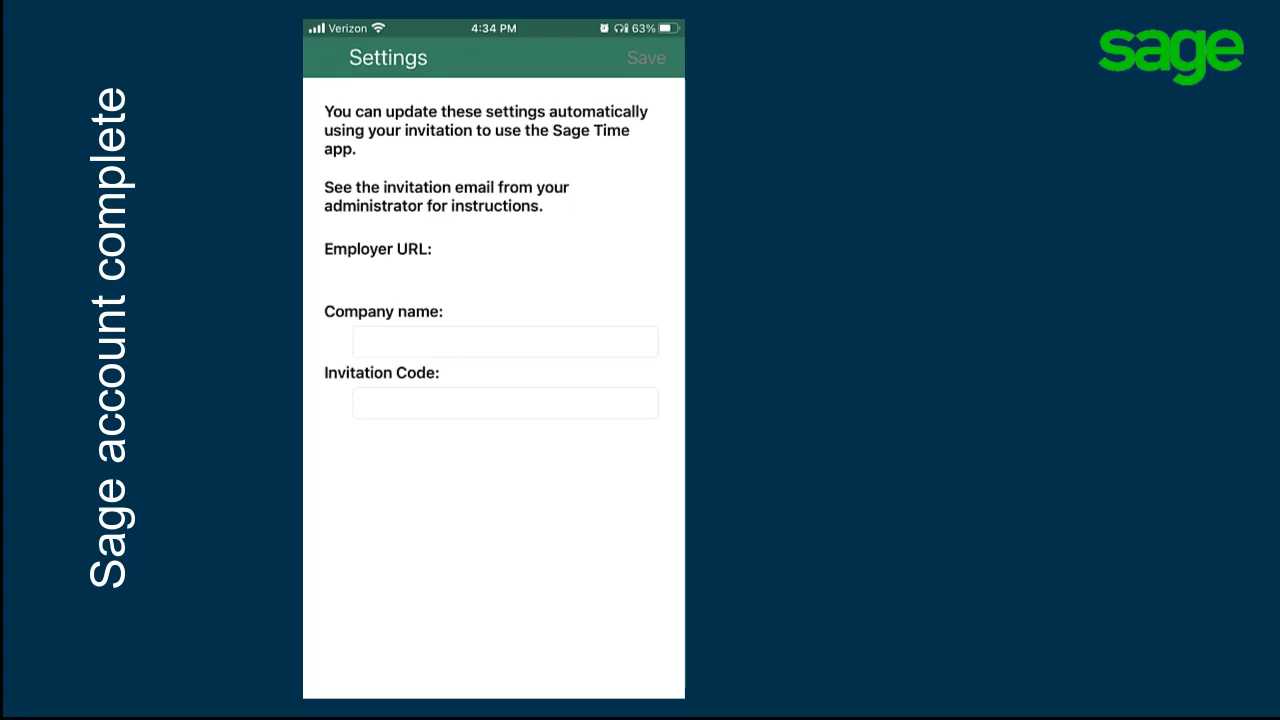 Sage account complete
Verizon 4:34 PM 63%
Settings Save
You can update these settings automatically
using your invitation to use the Sage Time
app.
See the invitation email from your
administrator for instructions.
Employer URL:
Company name:
Invitation Code:
sage